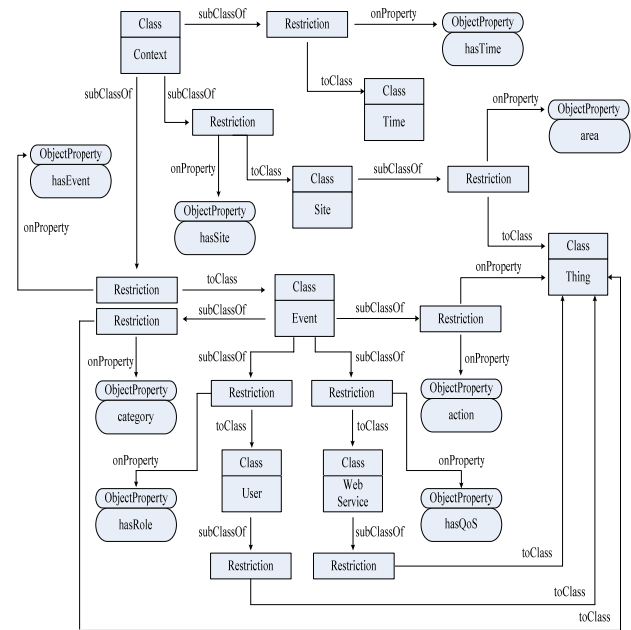 Class
Context
subClassOf
Restriction
onProperty
ObjectProperty
hasTime
toClass
Class
Time
subClassOf
subClassOf
Restriction
onProperty
ObjectProperty
hasSite
toClass
Class
Site
subClassOf
Restriction
onProperty
ObjectProperty
area
toClass
Class
Thing
ObjectProperty
hasEvent
onProperty
Restriction
toClass
Class
Event
Restriction
subClassOf
subClassOf
Restriction
onProperty
onProperty
ObjectProperty
action
onProperty
ObjectProperty
category
subClassOf
subClassOf
Restriction
Restriction
toClass
toClass
onProperty
onProperty
ObjectProperty
hasRole
Class
User
Class
Web
Service
ObjectProperty
hasQoS
subClassOf
subClassOf
Restriction
Restriction
toClass
toClass
toClass